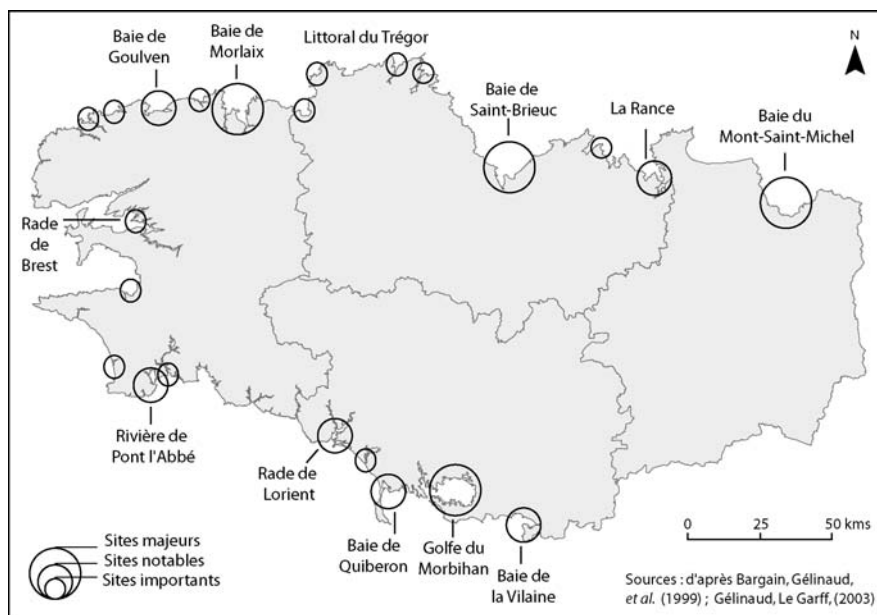 Baie de
Goulven
Baie de
Morlaix
Littoral du Trégor
N
Baie de
Saint-Brieuc
La Rance
Baie du
Mont-Saint-Michel
Rade
de
Brest
Rivière de
Pont l'Abbé
Rade de
Lorient
Baie de
Quiberon
Golfe du
Morbihan
Baie de
la Vilaine
0 25 50 kms
Sites majeurs
Sites notables
Sites importants
Sources : d'après Bargain, Gélinaud,
et al. (1999) ; Gélinaud, Le Garff, (2003)